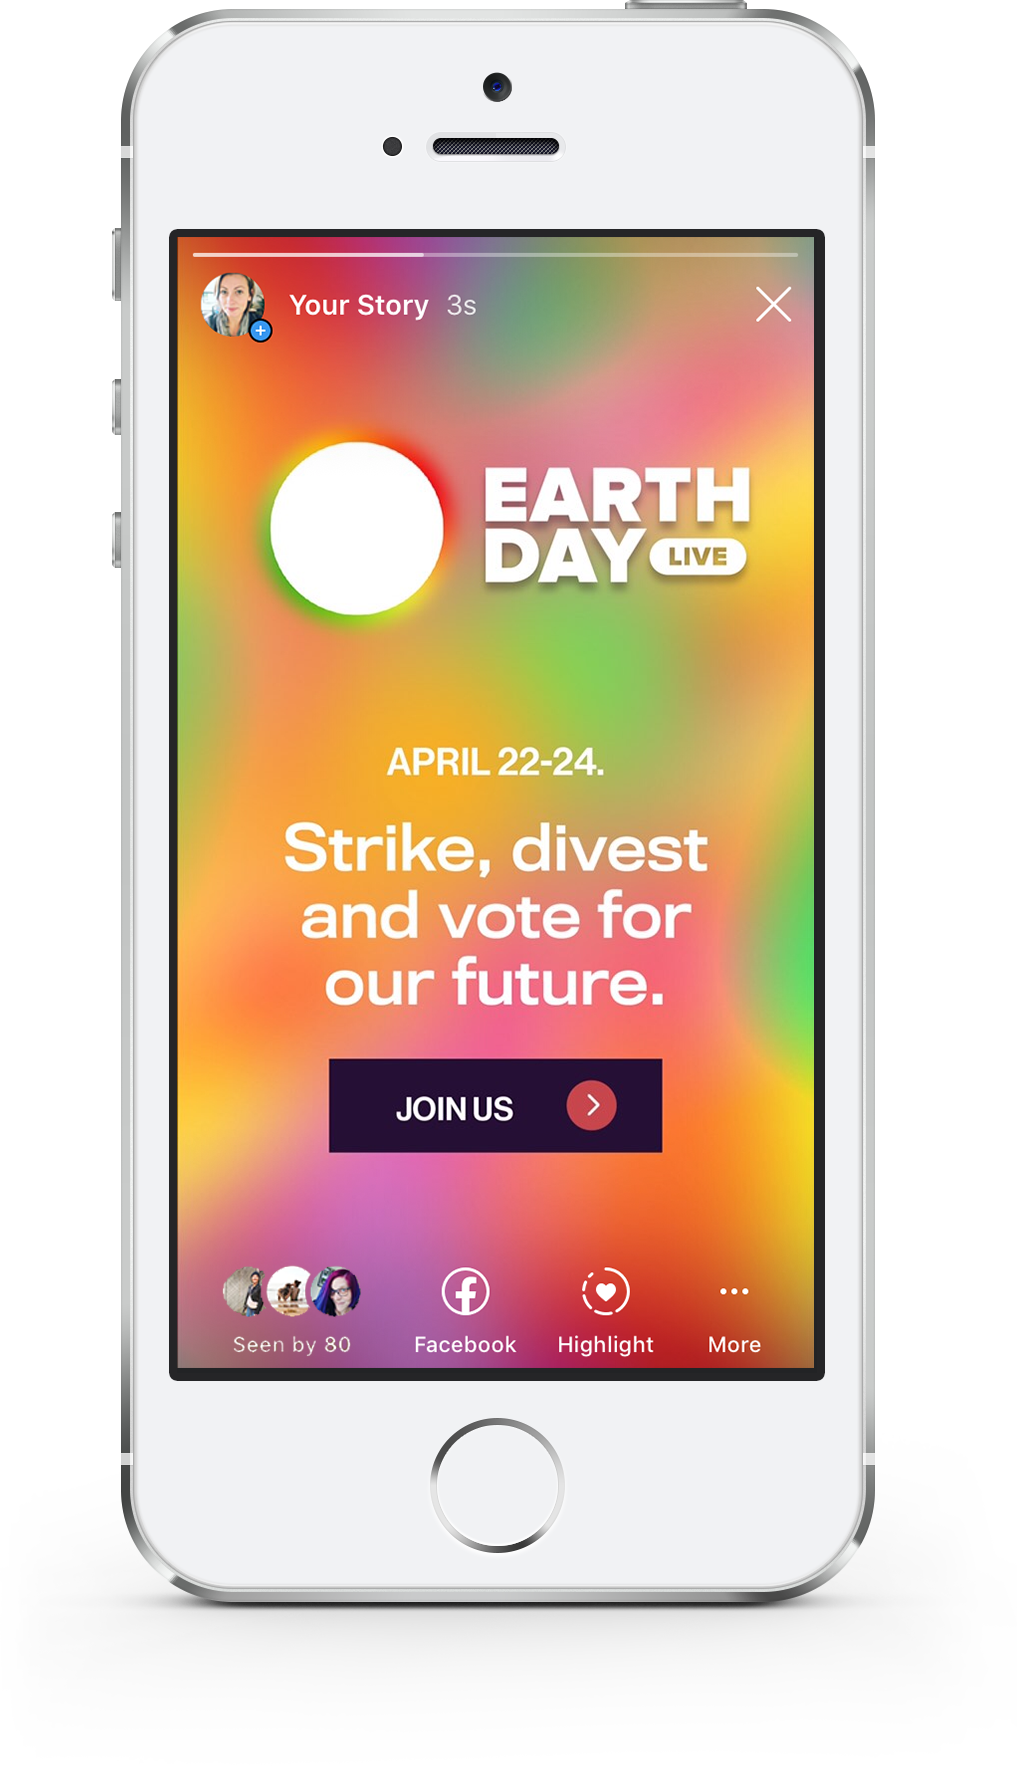 Your Story 3s
EARTH
DAY LIVE
APRIL 22-24.
Strike, divest
and vote for
our future.
JOIN US
Seen by 80
Facebook
Highlight
More